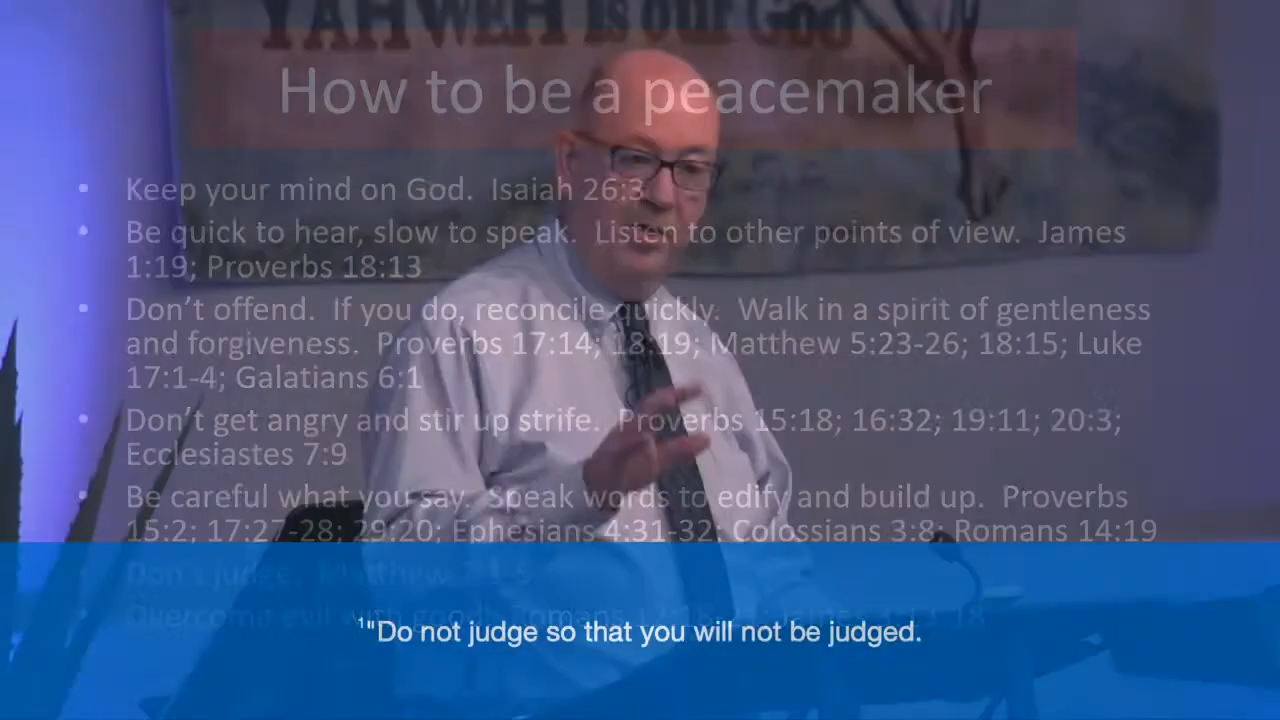 YAHWEH is our God
How to be a peacemaker
• Keep your mind on God. Isaiah 26:3
• Be quick to hear, slow to speak. Listen to other points of view. James
1:19; Proverbs 18:13
• Don’t offend. If you do, reconcile quickly. Walk in a spirit of gentleness
and forgiveness. Proverbs 17:14; 18:19; Matthew 5:23-26; 18:15; Luke
17:1-4; Galatians 6:1
• Don’t get angry and stir up strife. Proverbs 15:18; 16:32; 19:11; 20:3;
Ecclesiastes 7:9
• Be careful what you say. Speak words to edify and build up. Proverbs
15:2; 17:27-28; 29:20; Ephesians 4:31-32; Colossians 3:8; Romans 14:19
• Don’t judge. Matthew
• Overcome evil with good. Romans
¹"Do not judge so that you will not be judged.